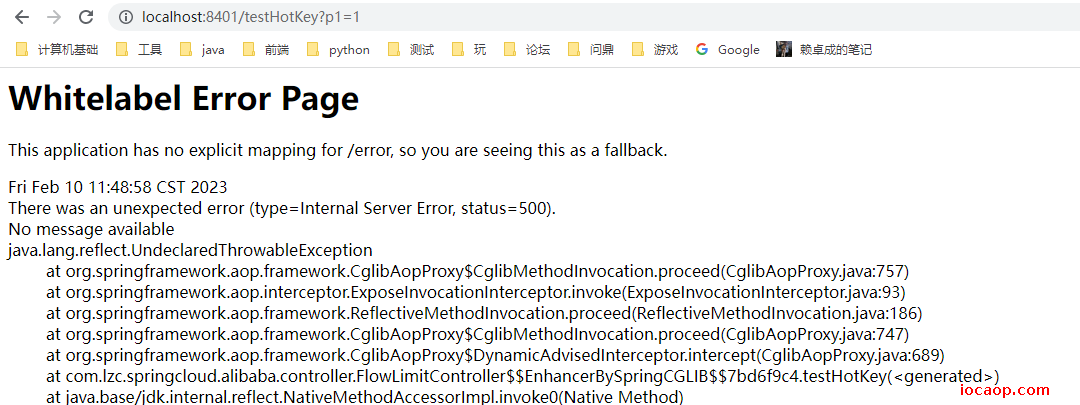 localhost:8401/testHotKey?p1=1
计算机基础 工具 java 前端 python 测试 玩 论坛 问鼎 游戏 Google 赖卓成的笔记
Whitelabel Error Page
This application has no explicit mapping for /error, so you are seeing this as a fallback.
Fri Feb 10 11:48:58 CST 2023
There was an unexpected error (type=Internal Server Error, status=500).
No message available
java.lang.reflect.UndeclaredThrowableException
at org.springframework.aop.framework.CglibAopProxy$CglibMethodInvocation.proceed(CglibAopProxy.java:757)
at org.springframework.aop.interceptor.ExposeInvocationInterceptor.invoke(ExposeInvocationInterceptor.java:93)
at org.springframework.aop.framework.ReflectiveMethodInvocation.proceed(ReflectiveMethodInvocation.java:186)
at org.springframework.aop.framework.CglibAopProxy$CglibMethodInvocation.proceed(CglibAopProxy.java:747)
at org.springframework.aop.framework.CglibAopProxy$DynamicAdvisedInterceptor.intercept(CglibAopProxy.java:689)
at com.lzc.springcloud.alibaba.controller.FlowLimitController$$EnhancerBySpringCGLIB$$7bd6f9c4.testHotKey(<generated>)
at java.base/jdk.internal.reflect.NativeMethodAccessorImpl.invoke0(Native Method)
iocaop.com